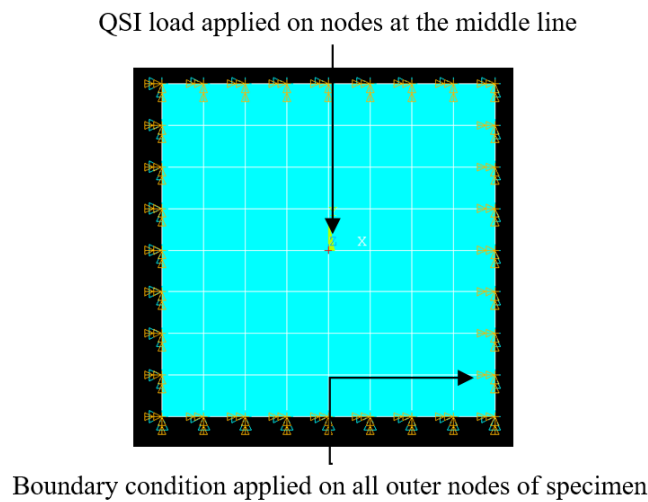 QSI load applied on nodes at the middle line
X
Boundary condition applied on all outer nodes of specimen